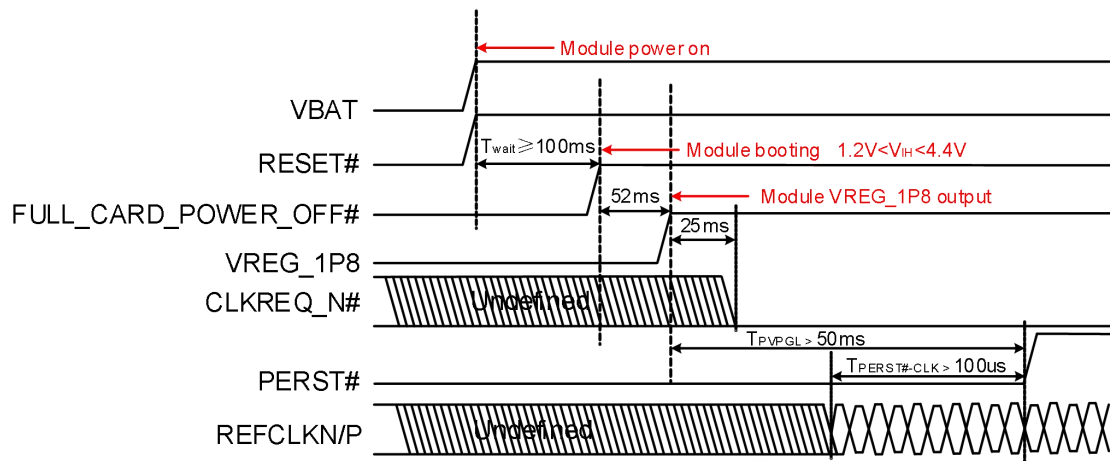 Module power on
VBAT
Twait≥100ms
RESET#
Module booting 1.2V<VIH<4.4V
52ms
Module VREG_1P8 output
FULL_CARD_POWER_OFF#
25ms
VREG_1P8
CLKREQ_N#
Undefined
TPVPGL>50ms
PERST#
TPERST#-CLK>100us
REFCLKN/P
Undefined